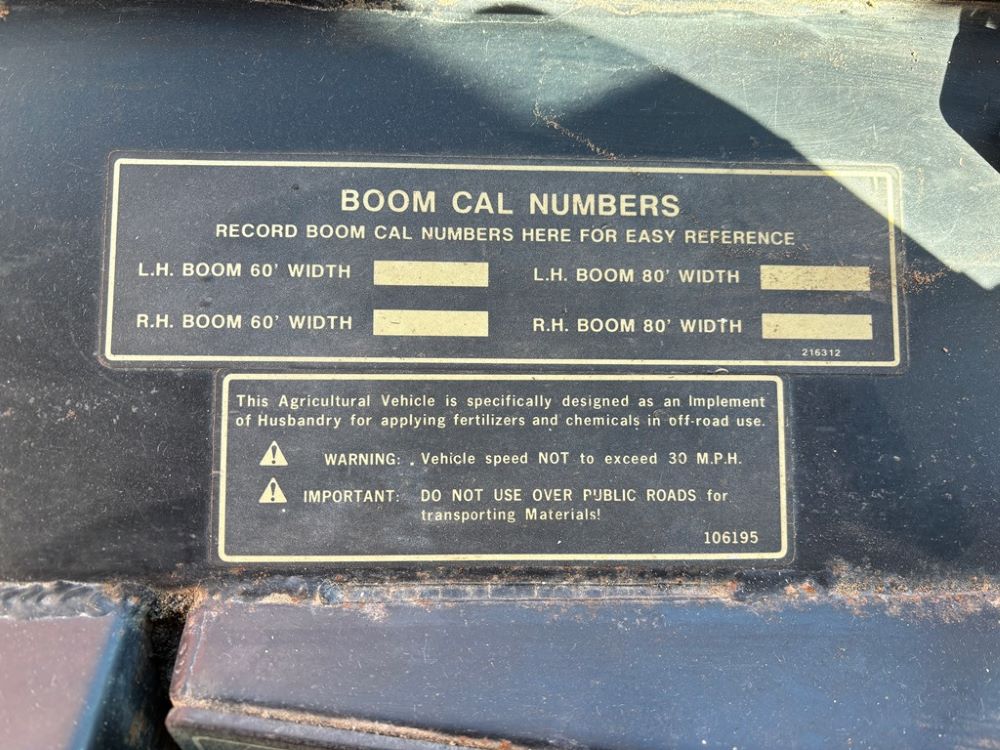 BOOM CAL NUMBERS
RECORD BOOM CAL NUMBERS HERE FOR EASY REFERENCE
L.H. BOOM 60' WIDTH L.H. BOOM 80' WIDTH
R.H. BOOM 60' WIDTH R.H. BOOM 80' WIDTH
216312
This Agricultural Vehicle is specifically designed as an Implement
of Husbandry for applying fertilizers and chemicals in off-road use.
WARNING: Vehicle speed NOT to exceed 30 M.P.H.
IMPORTANT: DO NOT USE OVER PUBLIC ROADS for
transporting Materials!
106195